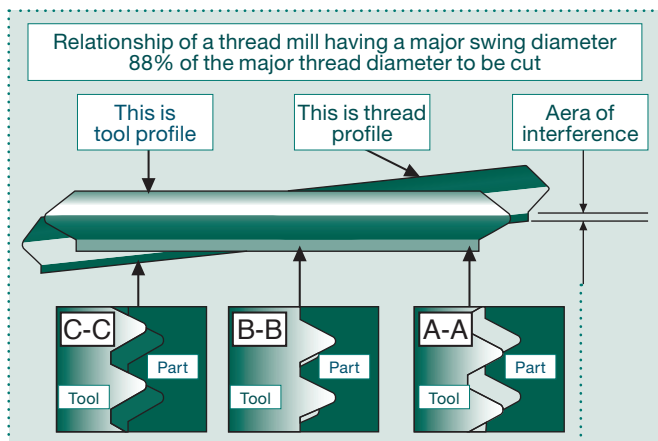 Relationship of a thread mill having a major swing diameter
88% of the major thread diameter to be cut
This is
tool profile
This is thread
profile
Aera of
interference
C-C
Part
Tool
B-B
Part
Tool
A-A
Part
Tool